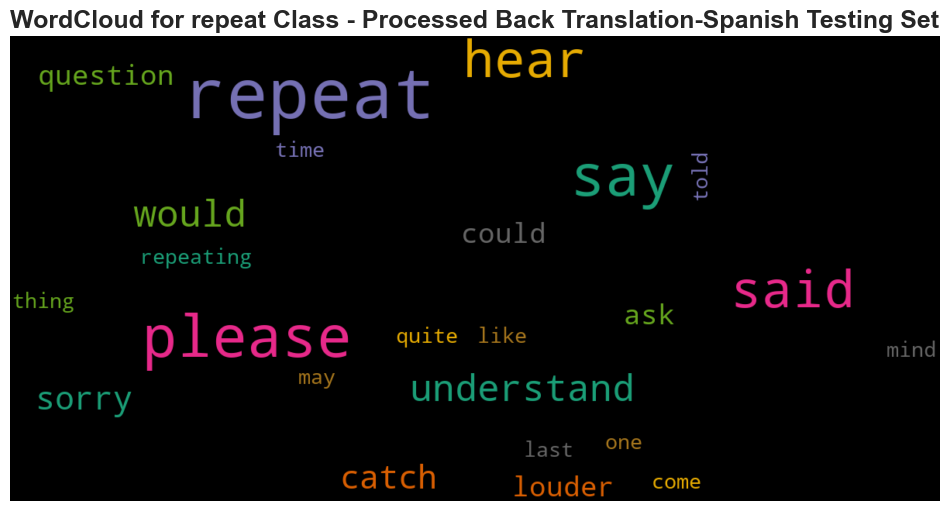 WordCloud for repeat Class - Processed Back Translation-Spanish Testing Set
hear
question
repeat
time
say
told
would
could
repeating
said
thing
ask
please
quite
like
mind
may
understand
sorry
one
last
catch
louder
come